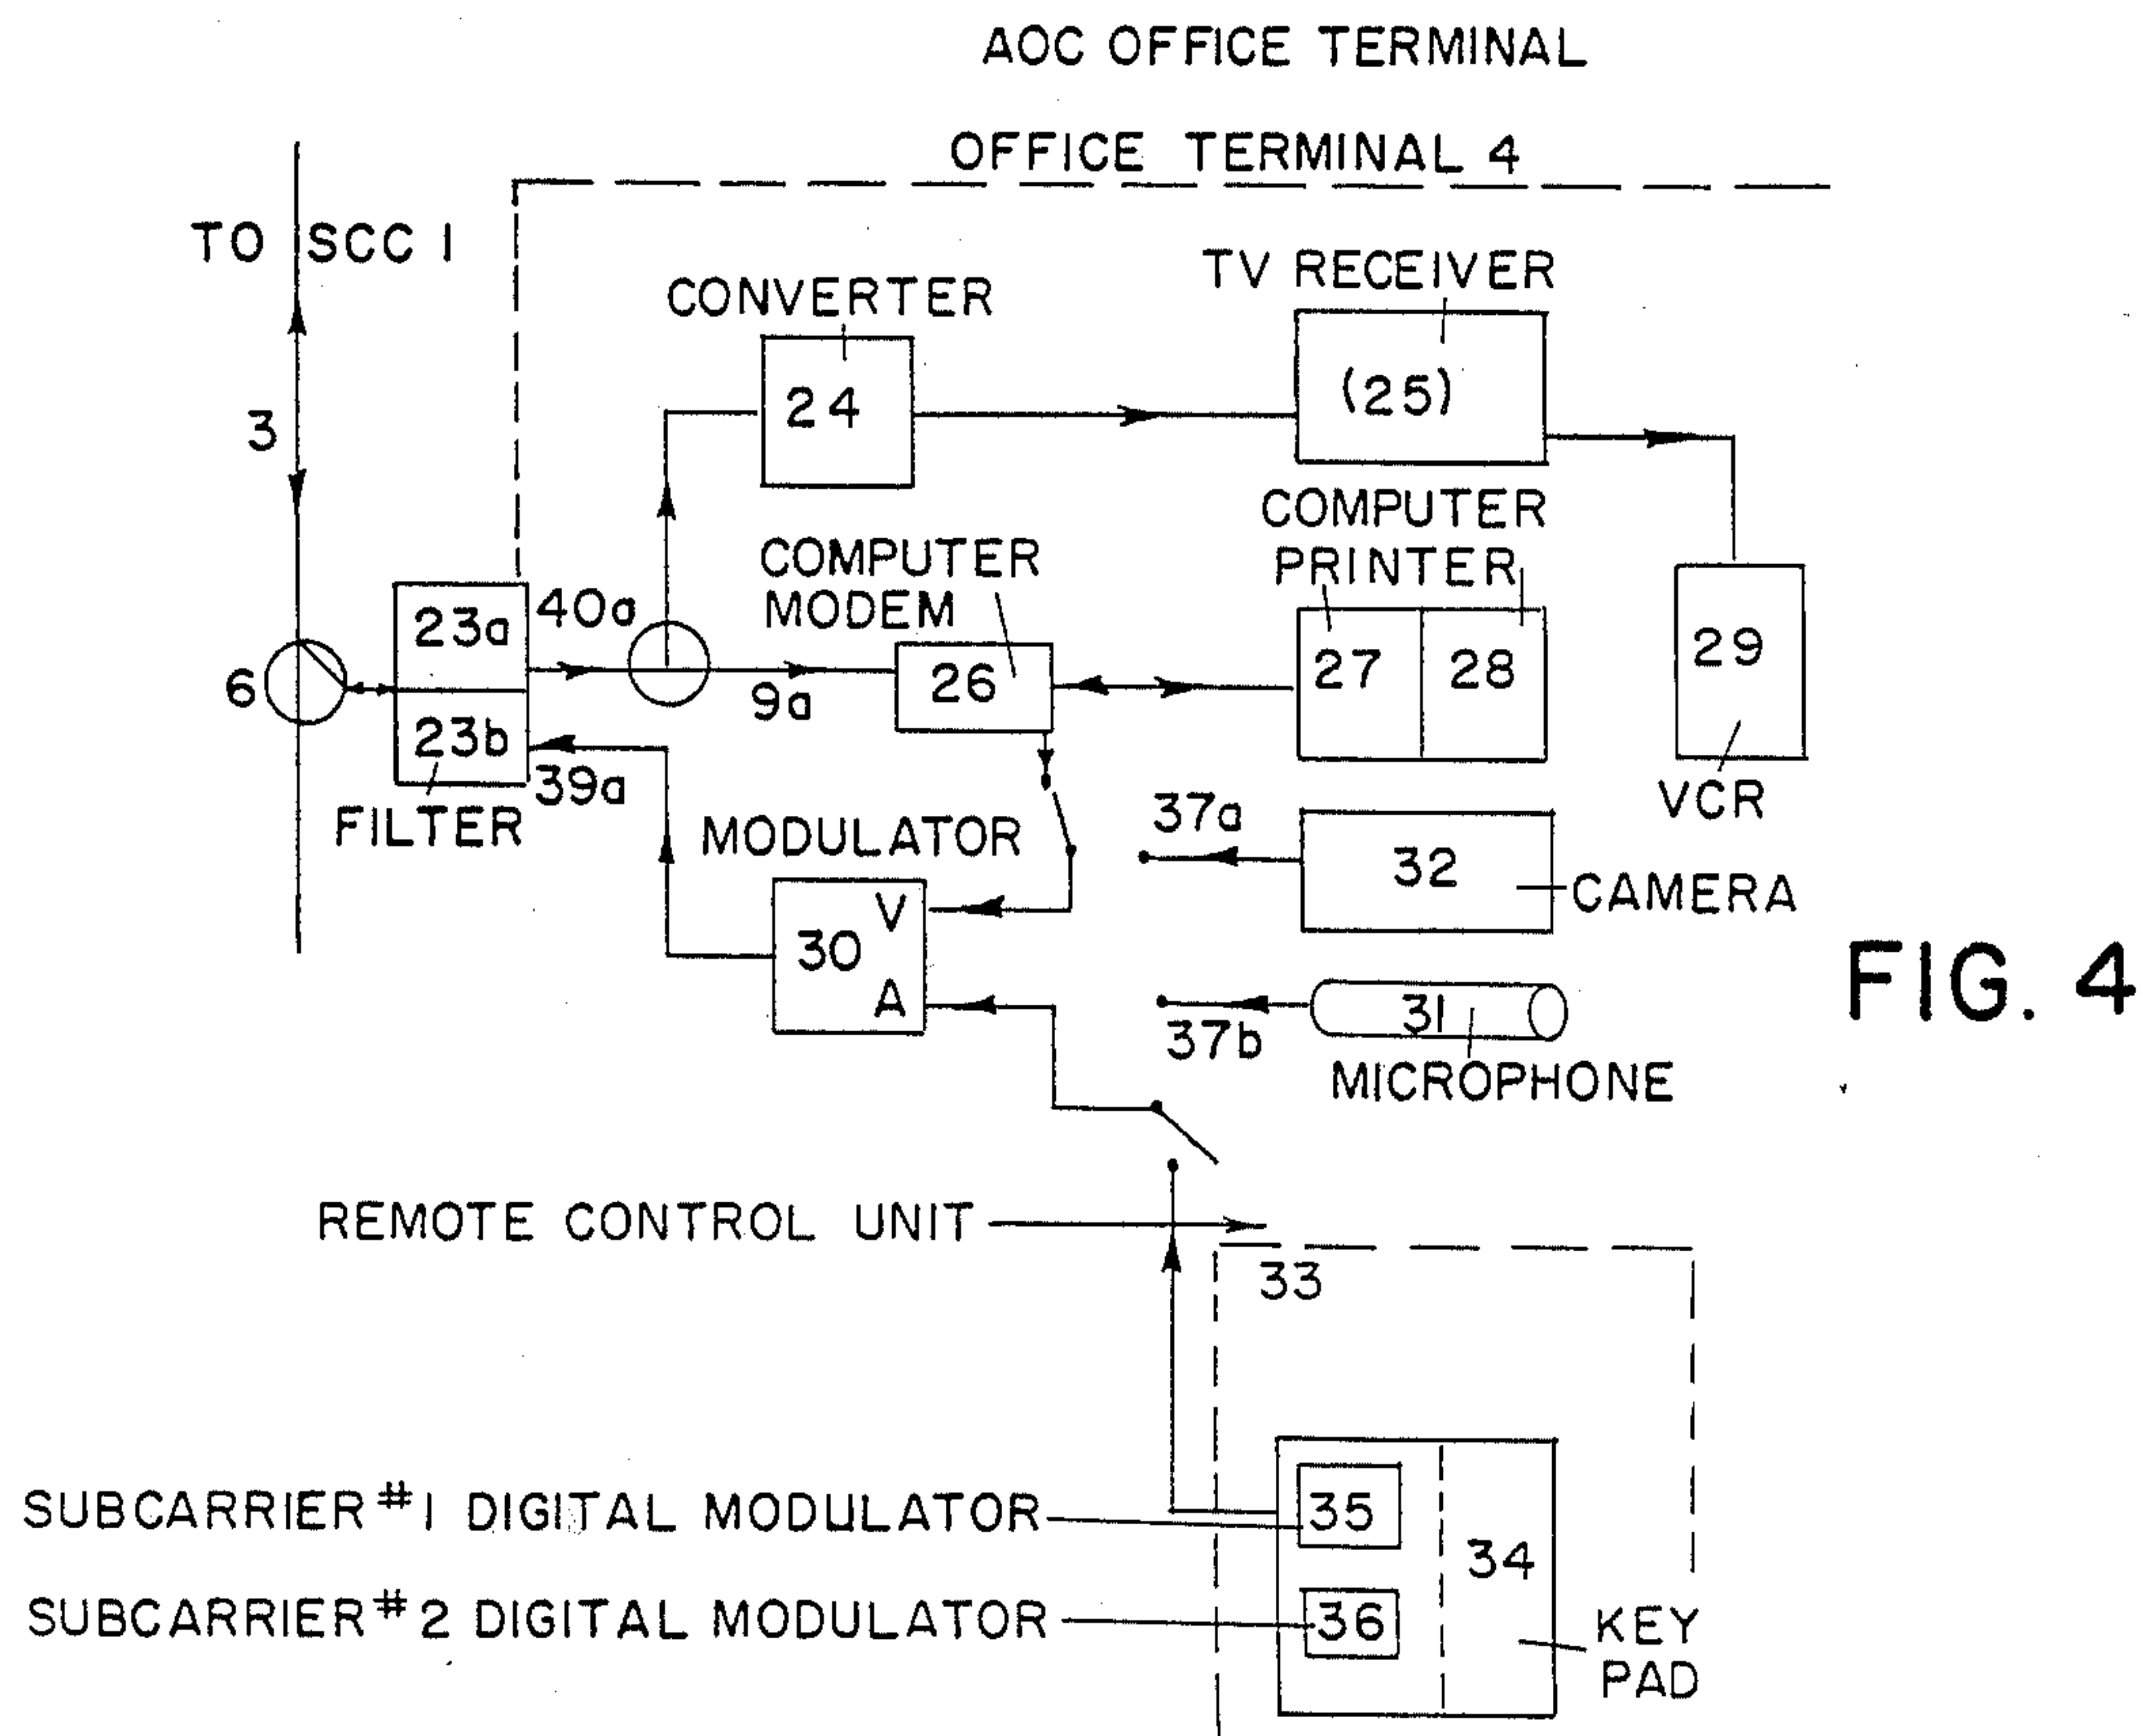 AOC OFFICE TERMINAL
OFFICE TERMINAL 4
TO SCC 1
TV RECEIVER
CONVERTER
24
(25)
3
COMPUTER
PRINTER
COMPUTER
MODEM
40a
23a
6
9a
26
27
28
29
23b
39a
FILTER
VCR
MODULATOR
37a
32
CAMERA
V
30
A
FIG. 4
31
37b
MICROPHONE
REMOTE CONTROL UNIT
33
SUBCARRIER #1 DIGITAL MODULATOR
35
34
SUBCARRIER #2 DIGITAL MODULATOR
36
KEY
PAD